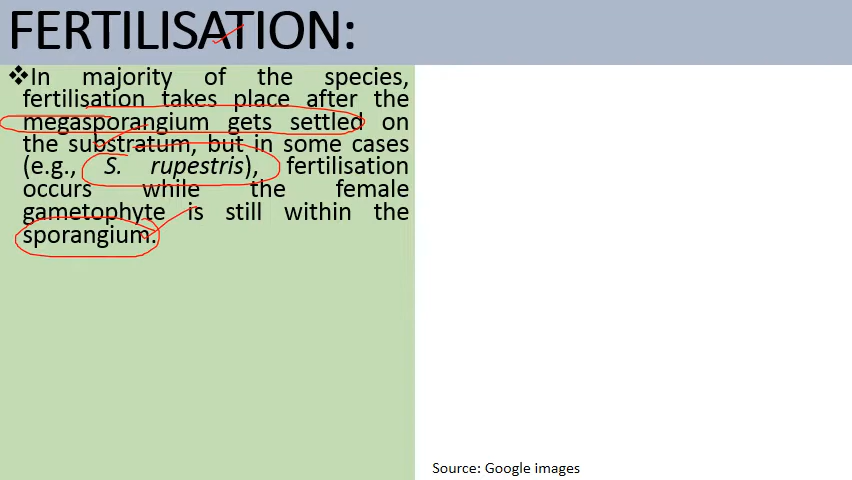 FERTILISATION:
❖In majority of the species,
fertilisation takes place after the
megasporangium gets settled on
the substratum, but in some cases
(e.g., S. rupestris), fertilisation
occurs while the female
gametophyte is still within the
sporangium.
Source: Google images